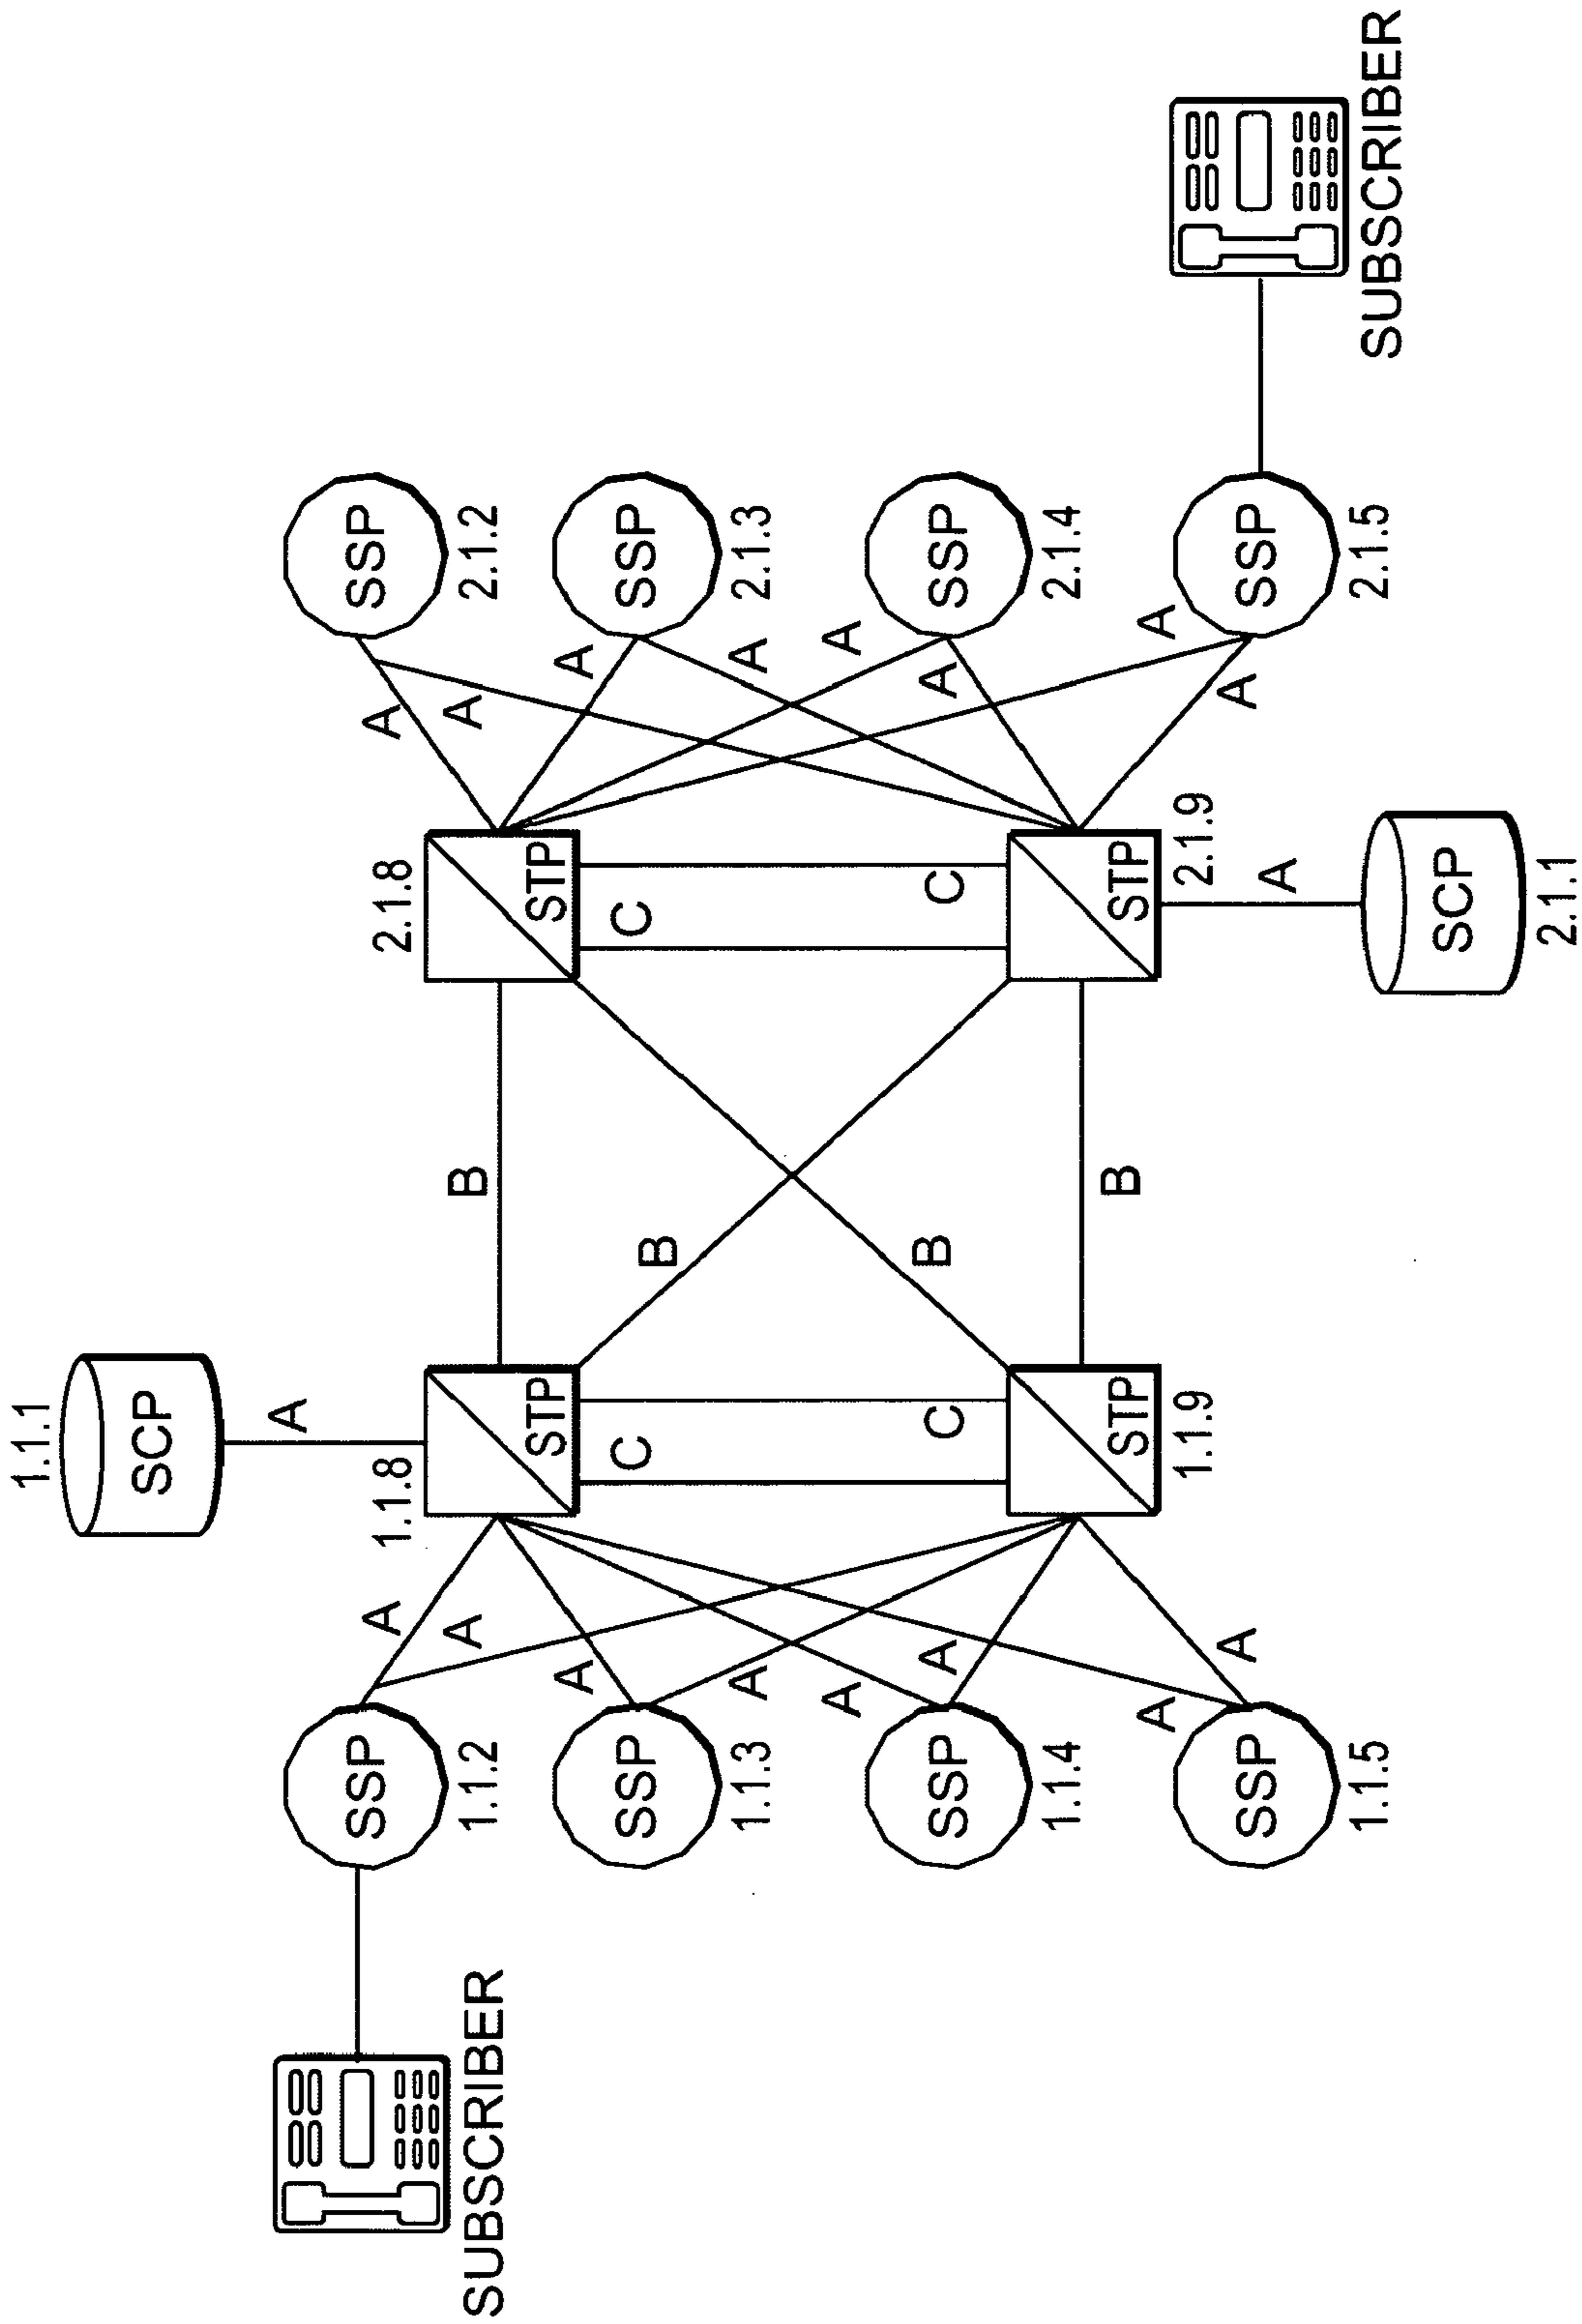 1.1.1
SCP
A
SSP
A
1.1.8
2.1.8
A
SSP
SUBSCRIBER
1.1.2
A
B
A
2.1.2
STP
STP
A
A
SSP
C
B
C
SSP
1.1.3
A
A
2.1.3
A
A
SSP
A
C
B
C
A
SSP
1.1.4
2.1.4
STP
B
STP
A
A
1.1.9
2.1.9
SSP
A
A
SSP
A
1.1.5
2.1.5
SUBSCRIBER
SCP
2.1.1